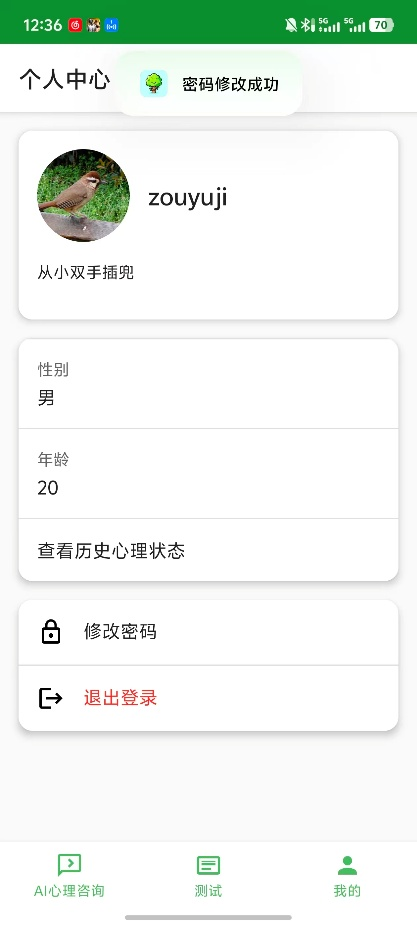 12:36
5G 5G 70
个人中心
密码修改成功
zouyuji
从小双手插兜
性别
男
年龄
20
查看历史心理状态
修改密码
退出登录
AI心理咨询 测试 我的